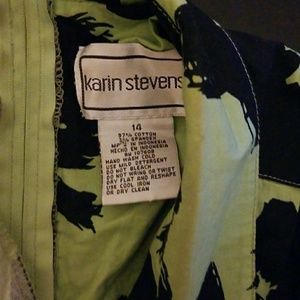 karin stevens
14
97% COTTON
3% SPANDEX
MADE IN INDONESIA
HECHO EN INDONESIA
RN
HAND WASH COLD
USE MILD DETERGENT
DO NOT BLEACH
DO NOT WRING OR TWIST
DRY FLAT AND RESHAPE
USE COOL IRON
OR DRY CLEAN